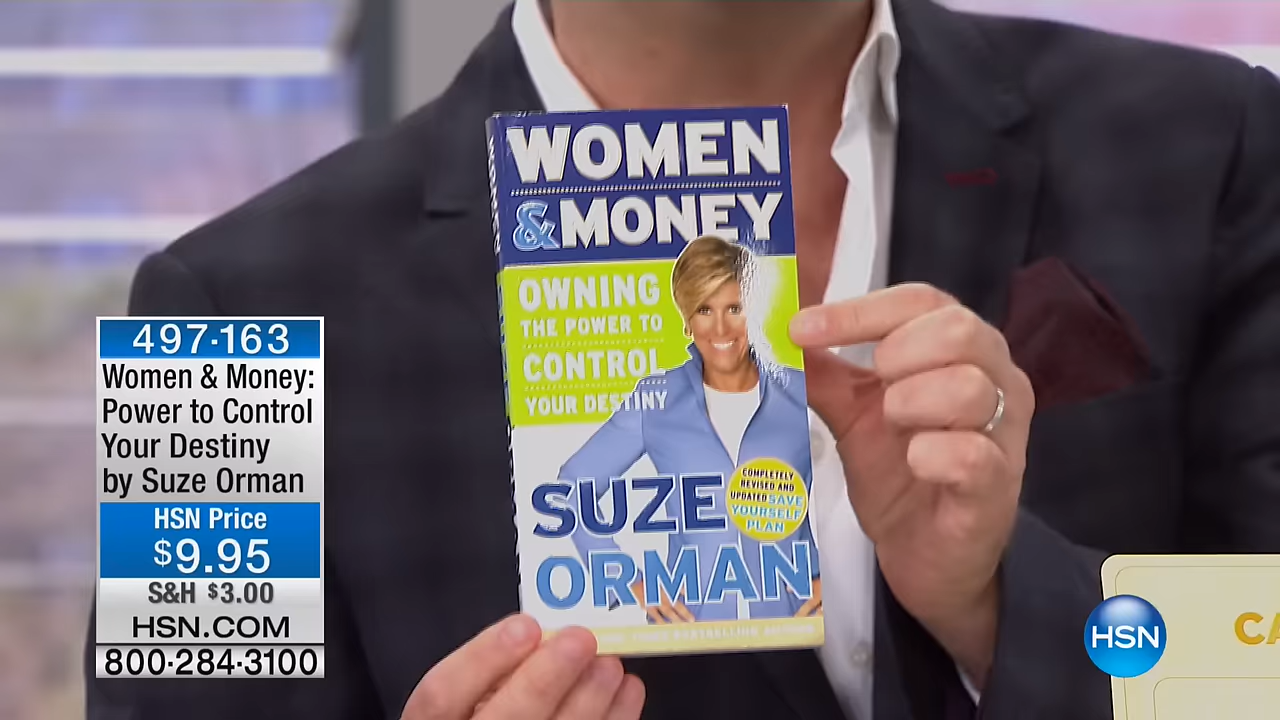 WOMEN
& MONEY
OWNING
THE POWER TO
CONTROL
YOUR DESTINY
COMPLETELY
REVISED AND
UPDATED SAVE
YOURSELF
PLAN
SUZE
ORMAN
497-163
Women & Money:
Power to Control
Your Destiny
by Suze Orman
HSN Price
$9.95
S&H $3.00
HSN.COM
800-284-3100
HSN
CA